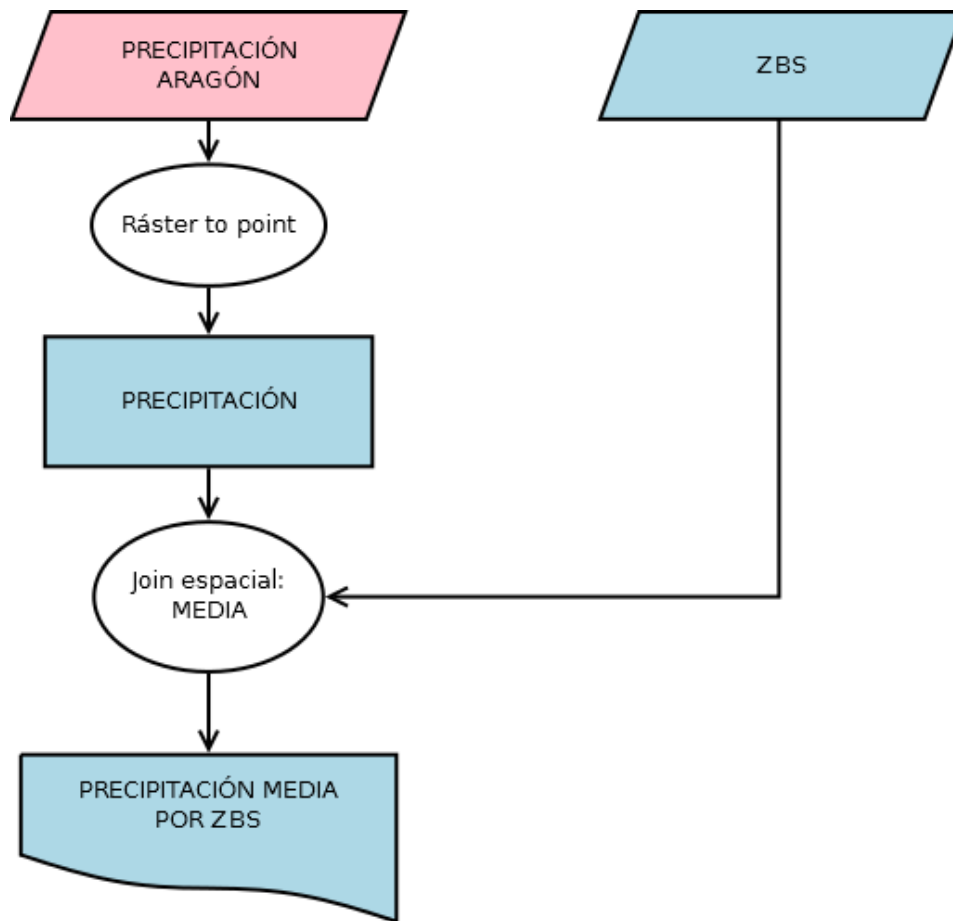 PRECIPITACIÓN
ARAGÓN
ZBS
Ráster to point
PRECIPITACIÓN
Join espacial:
MEDIA
PRECIPITACIÓN MEDIA
POR ZBS